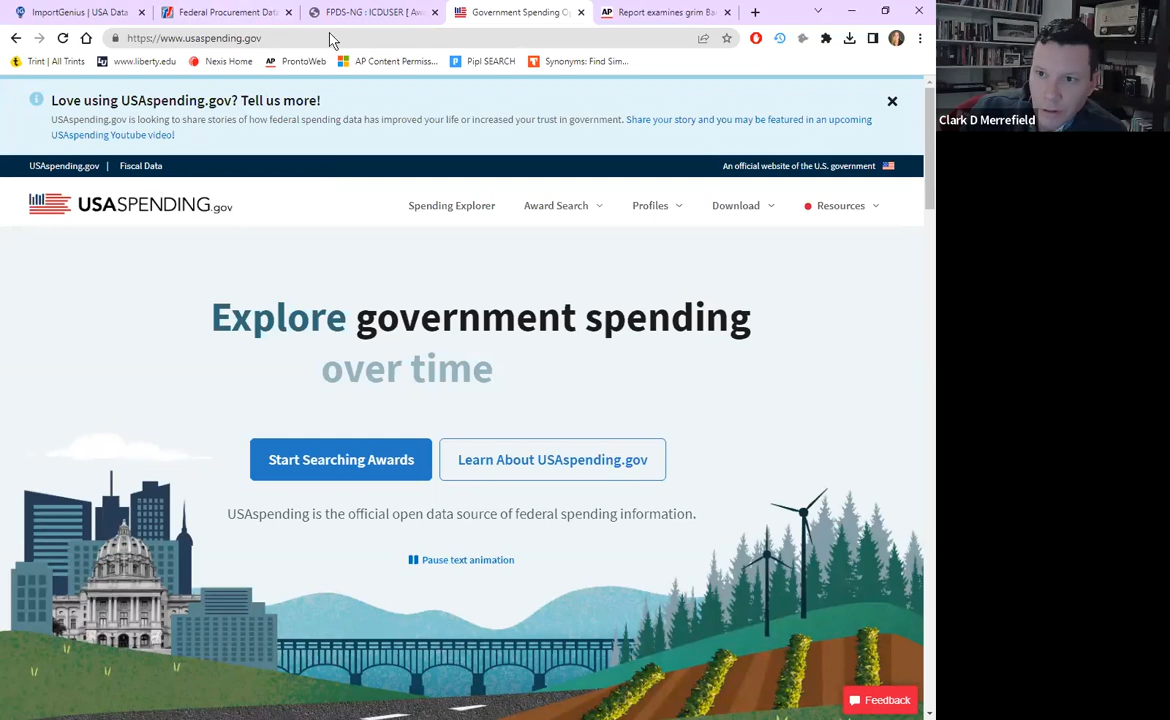 ImportGenius | USA Data
Federal Procurement Dat
FPDS-NG : ICDUSER [ Awa
Government Spending Op
Report examines grim Ba
https://www.usaspending.gov
Trint | All Trints
www.liberty.edu
Nexis Home
AP ProntoWeb
AP Content Permiss...
Pipl SEARCH
Synonyms: Find Sim...
Clark D Merrefield
Love using USAspending.gov? Tell us more!
USAspending.gov is looking to share stories of how federal spending data has improved your life or increased your trust in government. Share your story and you may be featured in an upcoming
USAspending Youtube video!
USAspending.gov | Fiscal Data
An official website of the U.S. government
USASPENDING.gov
Spending Explorer
Award Search
Profiles
Download
Resources
Explore government spending
over time
Start Searching Awards
Learn About USAspending.gov
USAspending is the official open data source of federal spending information.
Pause text animation
Feedback